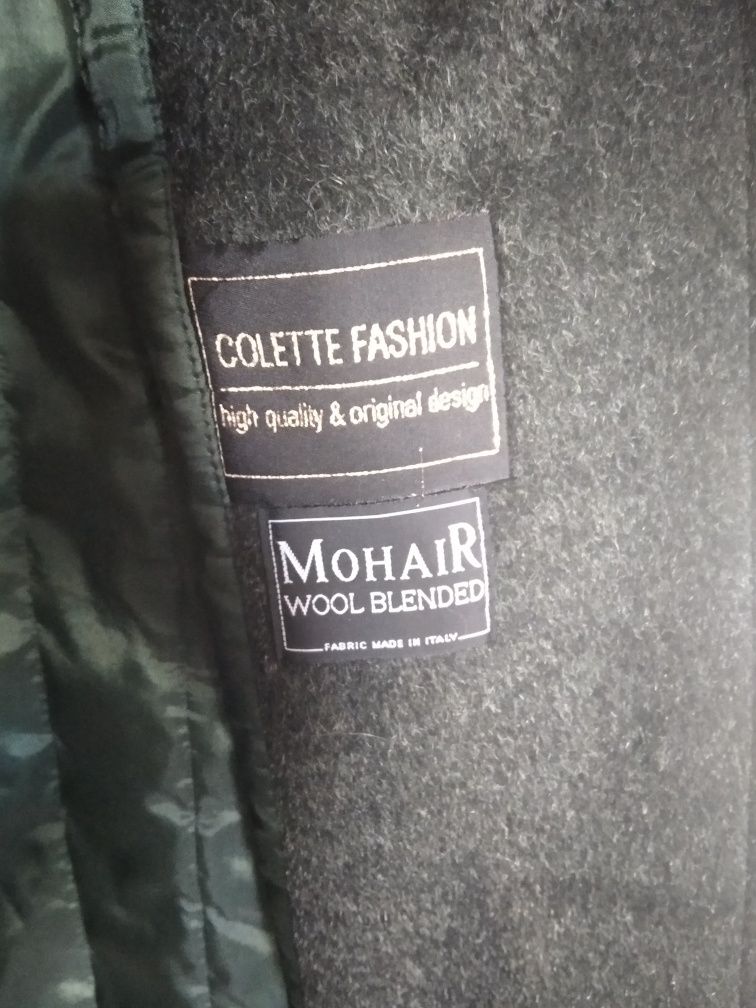 COLETTE FASHION
high quality & original design
MOHAIR
WOOL BLENDED
FABRIC MADE IN ITALY